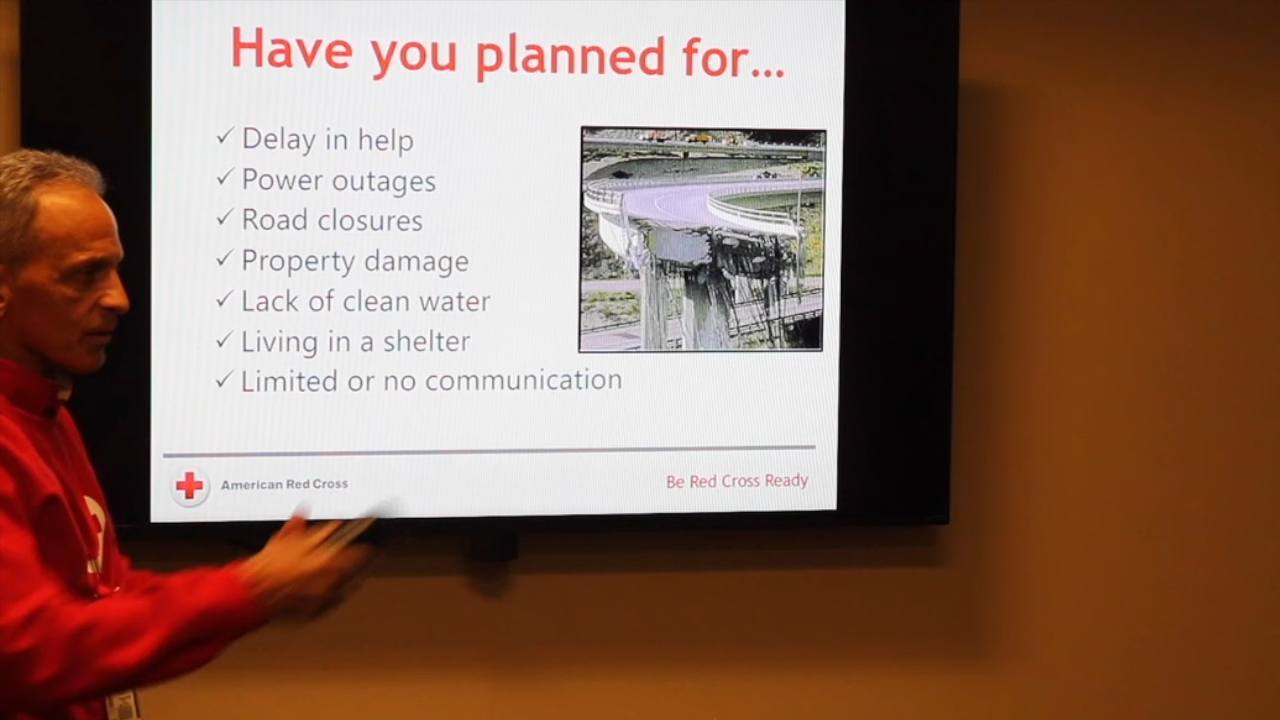 Have you planned for...
✓ Delay in help
✓ Power outages
✓ Road closures
✓ Property damage
✓ Lack of clean water
✓ Living in a shelter
✓ Limited or no communication
American Red Cross
Be Red Cross Ready